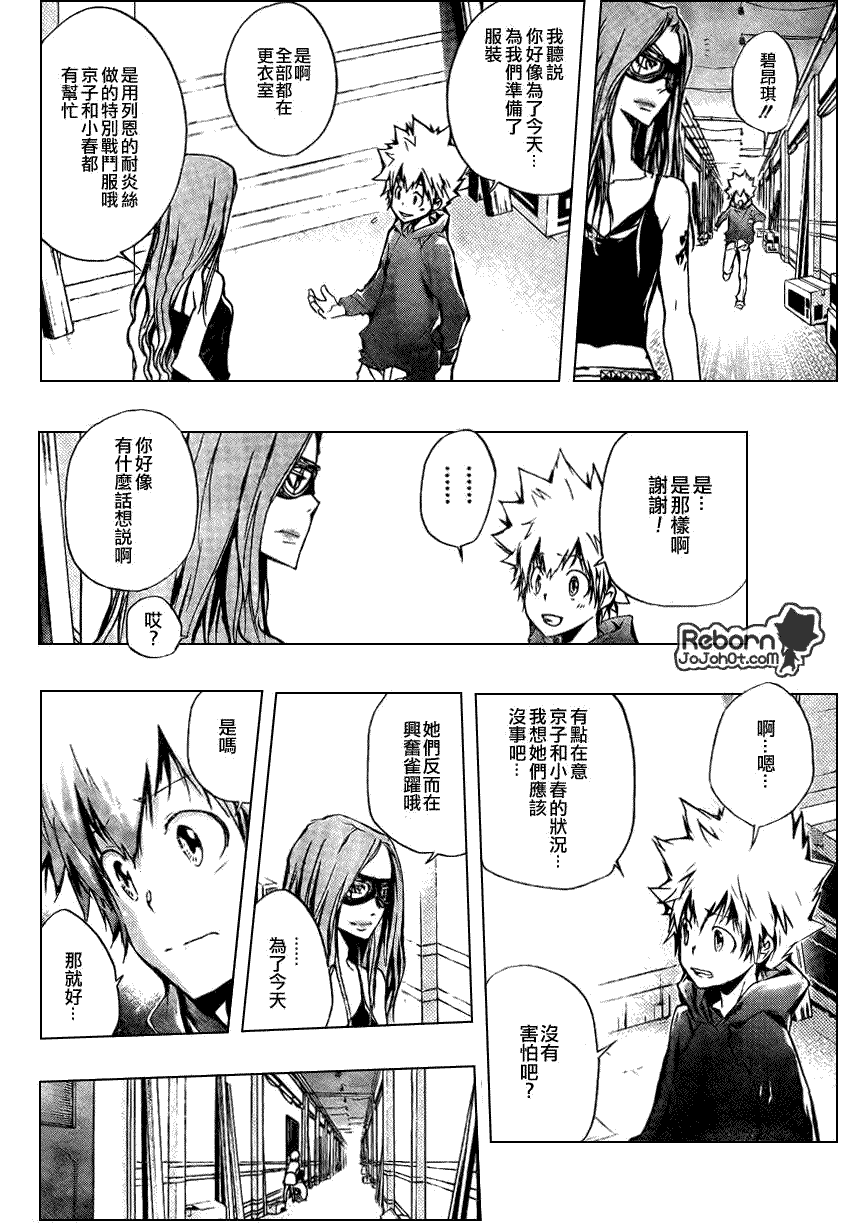 碧昂琪!!
我聽說
你好像為了今天…
為我們準備了
服裝
是啊
全部都在
更衣室
是用列恩的耐炎絲
做的特別戰鬥服哦
京子和小春都
有幫忙
是…
是那樣啊
謝謝!
………
你好像
有什麼話想說啊
哎?
Reborn
JoJoHOt.com
啊…嗯…
有點在意
京子和小春的狀況…
我想她們應該
沒事吧…
沒有
害怕吧?
她們反而在
興奮雀躍哦
……
為了今天
是嗎
那就好…